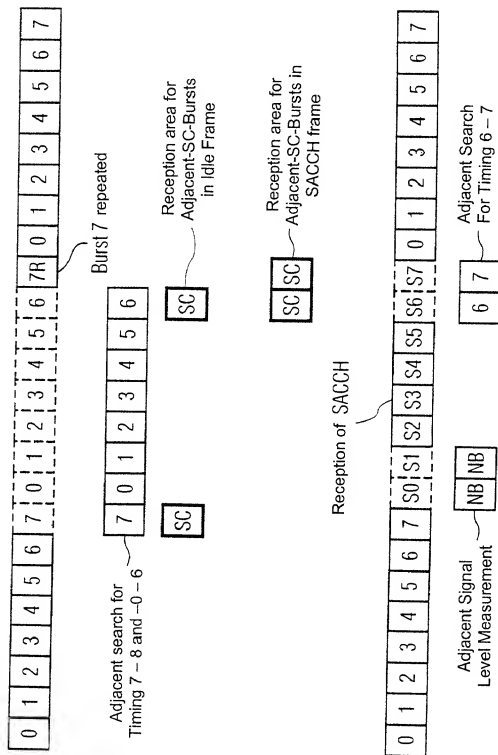 0 1 2 3 4 5 6 7 0 1 2 3 4 5 6 7R 0 1 2 3 4 5 6 7
Burst 7 repeated
7 0 1 2 3 4 5 6
Adjacent search for
Timing 7 – 8 and –0 – 6
SC
SC
Reception area for
Adjacent-SC-Bursts
in Idle Frame
SC SC
Reception area for
Adjacent-SC-Bursts in
SACCH frame
Reception of SACCH
0 1 2 3 4 5 6 7 S0 S1 S2 S3 S4 S5 S6 S7 0 1 2 3 4 5 6 7
NB NB
Adjacent Signal
Level Measurement
6 7
Adjacent Search
For Timing 6 – 7